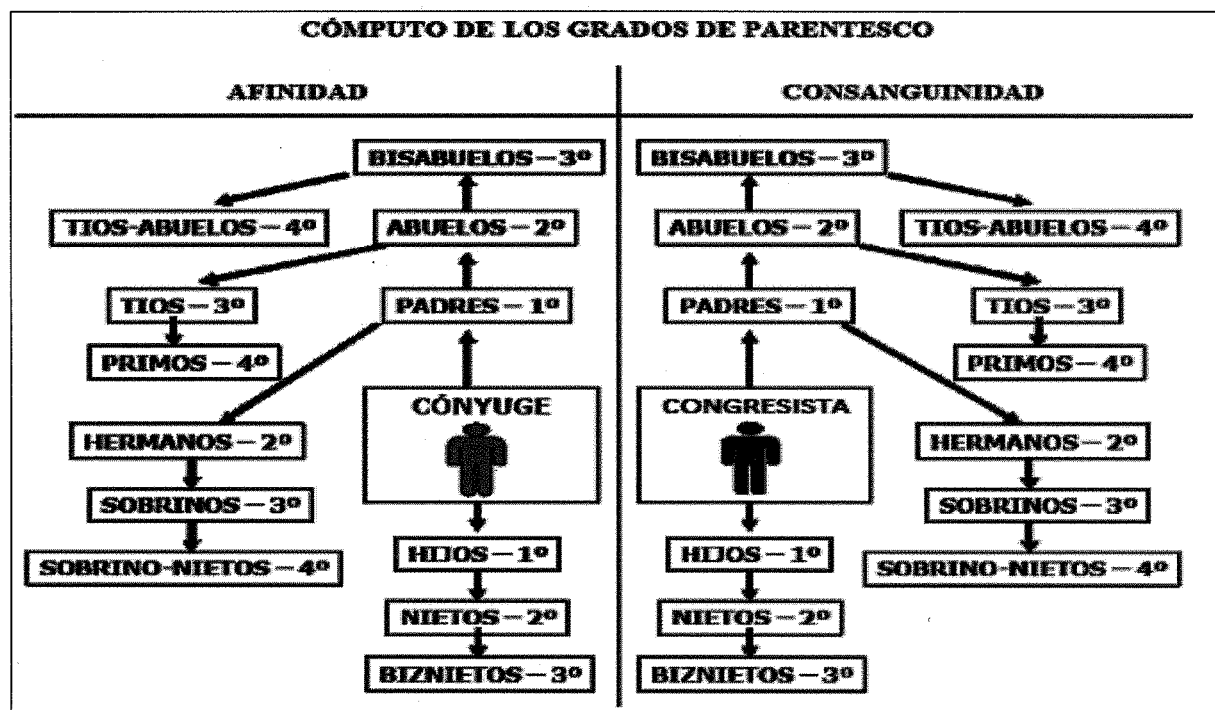 CÓMPUTO DE LOS GRADOS DE PARENTESCO
AFINIDAD
BISABUELOS – 3º
TIOS-ABUELOS – 4º
ABUELOS – 2º
TIOS – 3º
PADRES – 1º
PRIMOS – 4º
CÓNYUGE
HERMANOS – 2º
SOBRINOS – 3º
HIJOS – 1º
SOBRINO-NIETOS – 4º
NIETOS – 2º
BIZNIETOS – 3º
CONSANGUINIDAD
BISABUELOS – 3º
ABUELOS – 2º
TIOS-ABUELOS – 4º
PADRES – 1º
TIOS – 3º
PRIMOS – 4º
CONGRESISTA
HERMANOS – 2º
SOBRINOS – 3º
HIJOS – 1º
SOBRINO-NIETOS – 4º
NIETOS – 2º
BIZNIETOS – 3º